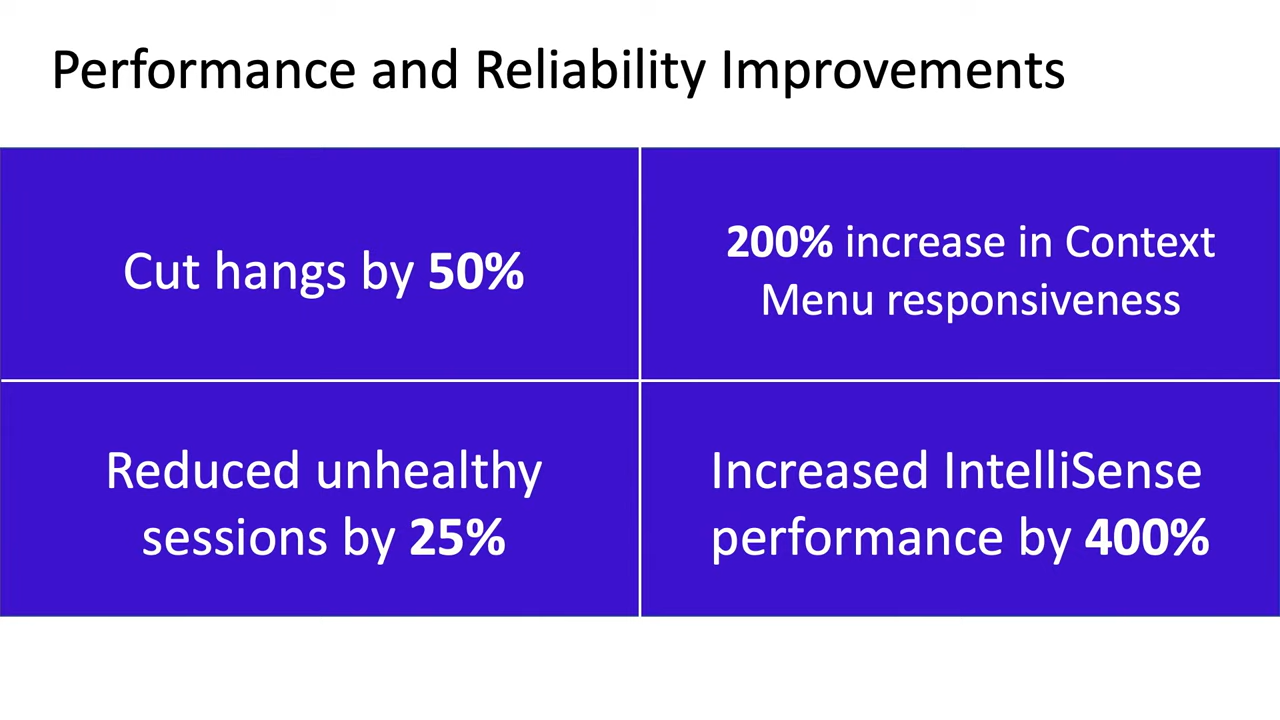 Performance and Reliability Improvements
Cut hangs by 50%
200% increase in Context
Menu responsiveness
Reduced unhealthy
sessions by 25%
Increased IntelliSense
performance by 400%